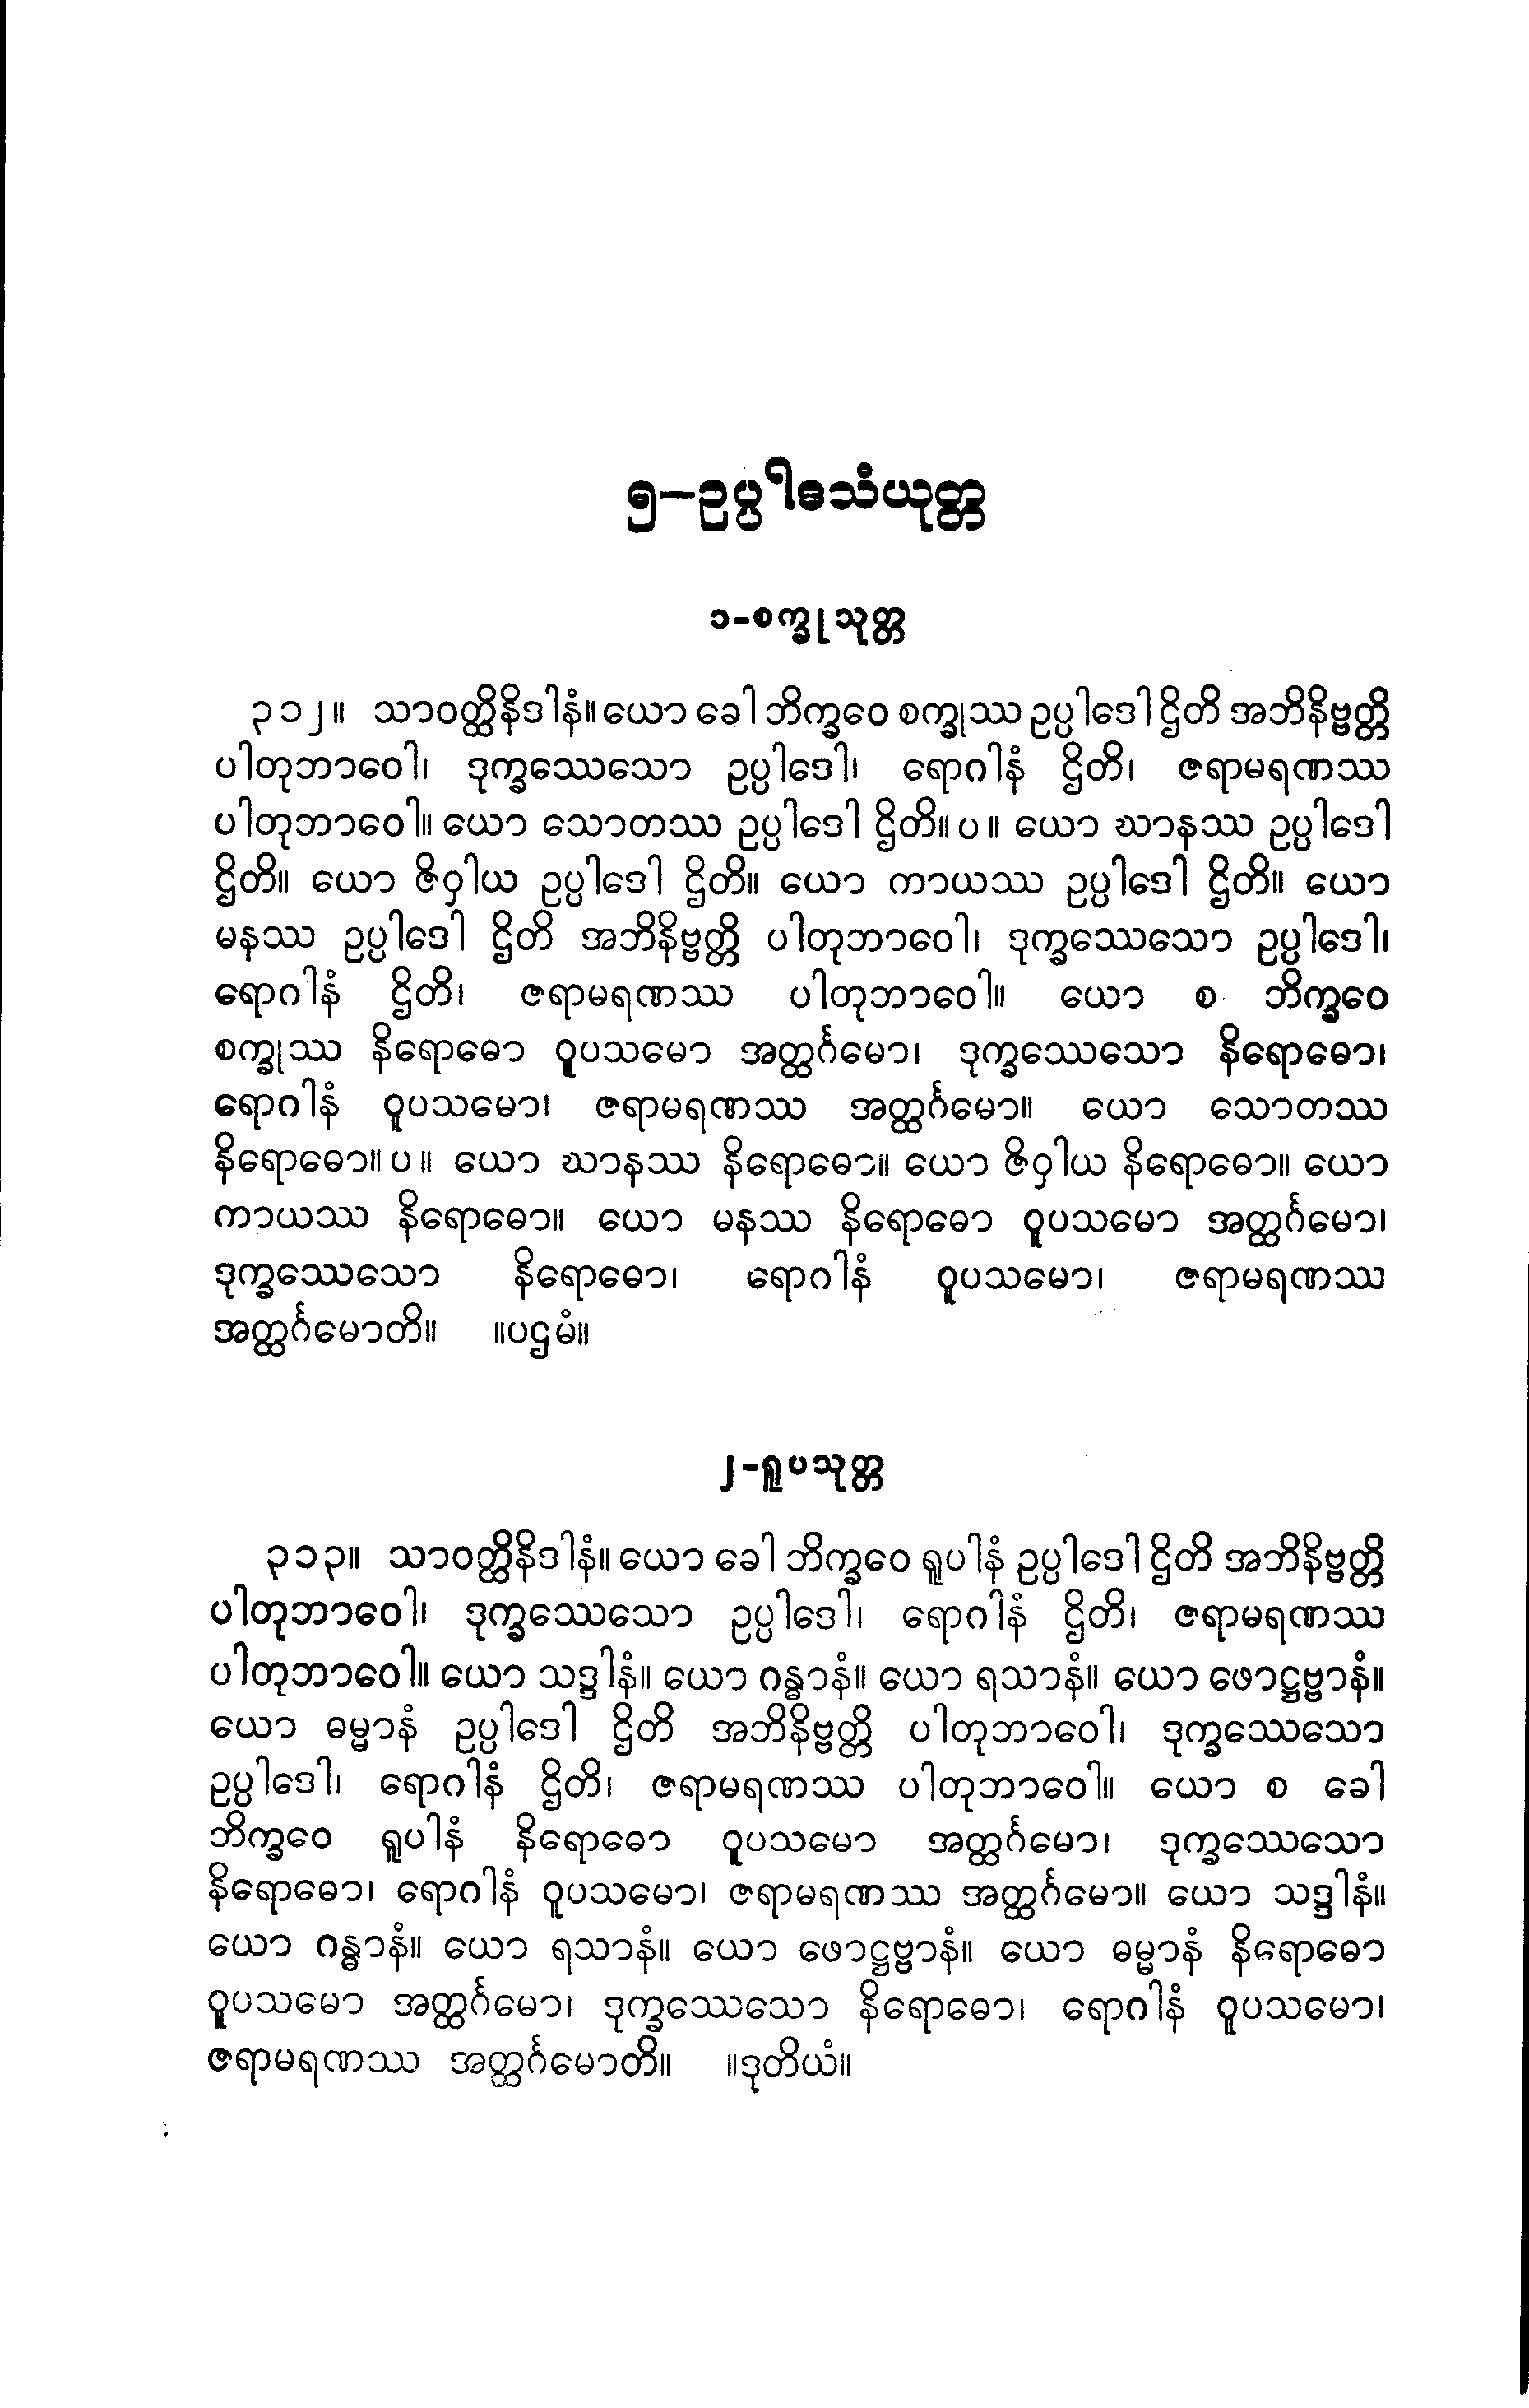 ၅–ဥပ္ပါဒသံယုတ္တ
၁-စက္ခုသုတ္တ
၃၁၂။ သာဝတ္ထိနိဒါနံ။ ယော ခေါ ဘိက္ခဝေ စက္ခုဿ ဥပ္ပါဒေါ ဌိတိ အဘိနိဗ္ဗတ္တိ
ပါတုဘာဝေါ၊ ဒုက္ခဿေသော ဥပ္ပါဒေါ၊ ရောဂါနံ ဌိတိ၊ ဇရာမရဏဿ
ပါတုဘာဝေါ။ ယော သောတဿ ဥပ္ပါဒေါ ဌိတိ။ ပ ။ ယော ဃာနဿ ဥပ္ပါဒေါ
ဌိတိ။ ယော ဇိဝှါယ ဥပ္ပါဒေါ ဌိတိ။ ယော ကာယဿ ဥပ္ပါဒေါ ဌိတိ။ ယော
မနဿ ဥပ္ပါဒေါ ဌိတိ အဘိနိဗ္ဗတ္တိ ပါတုဘာဝေါ၊ ဒုက္ခဿေသော ဥပ္ပါဒေါ၊
ရောဂါနံ ဌိတိ၊ ဇရာမရဏဿ ပါတုဘာဝေါ။ ယော စ ဘိက္ခဝေ
စက္ခုဿ နိရောဓော ဝူပသမော အတ္ထင်္ဂမော၊ ဒုက္ခဿေသော နိရောဓော၊
ရောဂါနံ ဝူပသမော၊ ဇရာမရဏဿ အတ္ထင်္ဂမော။ ယော သောတဿ
နိရောဓော။ ပ ။ ယော ဃာနဿ နိရောဓော။ ယော ဇိဝှါယ နိရောဓော။ ယော
ကာယဿ နိရောဓော။ ယော မနဿ နိရောဓော ဝူပသမော အတ္ထင်္ဂမော၊
ဒုက္ခဿေသော နိရောဓော၊ ရောဂါနံ ဝူပသမော၊ ဇရာမရဏဿ
အတ္ထင်္ဂမောတိ။ ။ပဌမံ။
၂-ရူပသုတ္တ
၃၁၃။ သာဝတ္ထိနိဒါနံ။ ယော ခေါ ဘိက္ခဝေ ရူပါနံ ဥပ္ပါဒေါ ဌိတိ အဘိနိဗ္ဗတ္တိ
ပါတုဘာဝေါ၊ ဒုက္ခဿေသော ဥပ္ပါဒေါ၊ ရောဂါနံ ဌိတိ၊ ဇရာမရဏဿ
ပါတုဘာဝေါ။ ယော သဒ္ဒါနံ။ ယော ဂန္ဓာနံ။ ယော ရသာနံ။ ယော ဖောဋ္ဌဗ္ဗာနံ။
ယော ဓမ္မာနံ ဥပ္ပါဒေါ ဌိတိ အဘိနိဗ္ဗတ္တိ ပါတုဘာဝေါ၊ ဒုက္ခဿေသော
ဥပ္ပါဒေါ၊ ရောဂါနံ ဌိတိ၊ ဇရာမရဏဿ ပါတုဘာဝေါ။ ယော စ ခေါ
ဘိက္ခဝေ ရူပါနံ နိရောဓော ဝူပသမော အတ္ထင်္ဂမော၊ ဒုက္ခဿေသော
နိရောဓော၊ ရောဂါနံ ဝူပသမော၊ ဇရာမရဏဿ အတ္ထင်္ဂမော။ ယော သဒ္ဒါနံ။
ယော ဂန္ဓာနံ။ ယော ရသာနံ။ ယော ဖောဋ္ဌဗ္ဗာနံ။ ယော ဓမ္မာနံ နိရောဓော
ဝူပသမော အတ္ထင်္ဂမော၊ ဒုက္ခဿေသော နိရောဓော၊ ရောဂါနံ ဝူပသမော၊
ဇရာမရဏဿ အတ္ထင်္ဂမောတိ။ ။ဒုတိယံ။